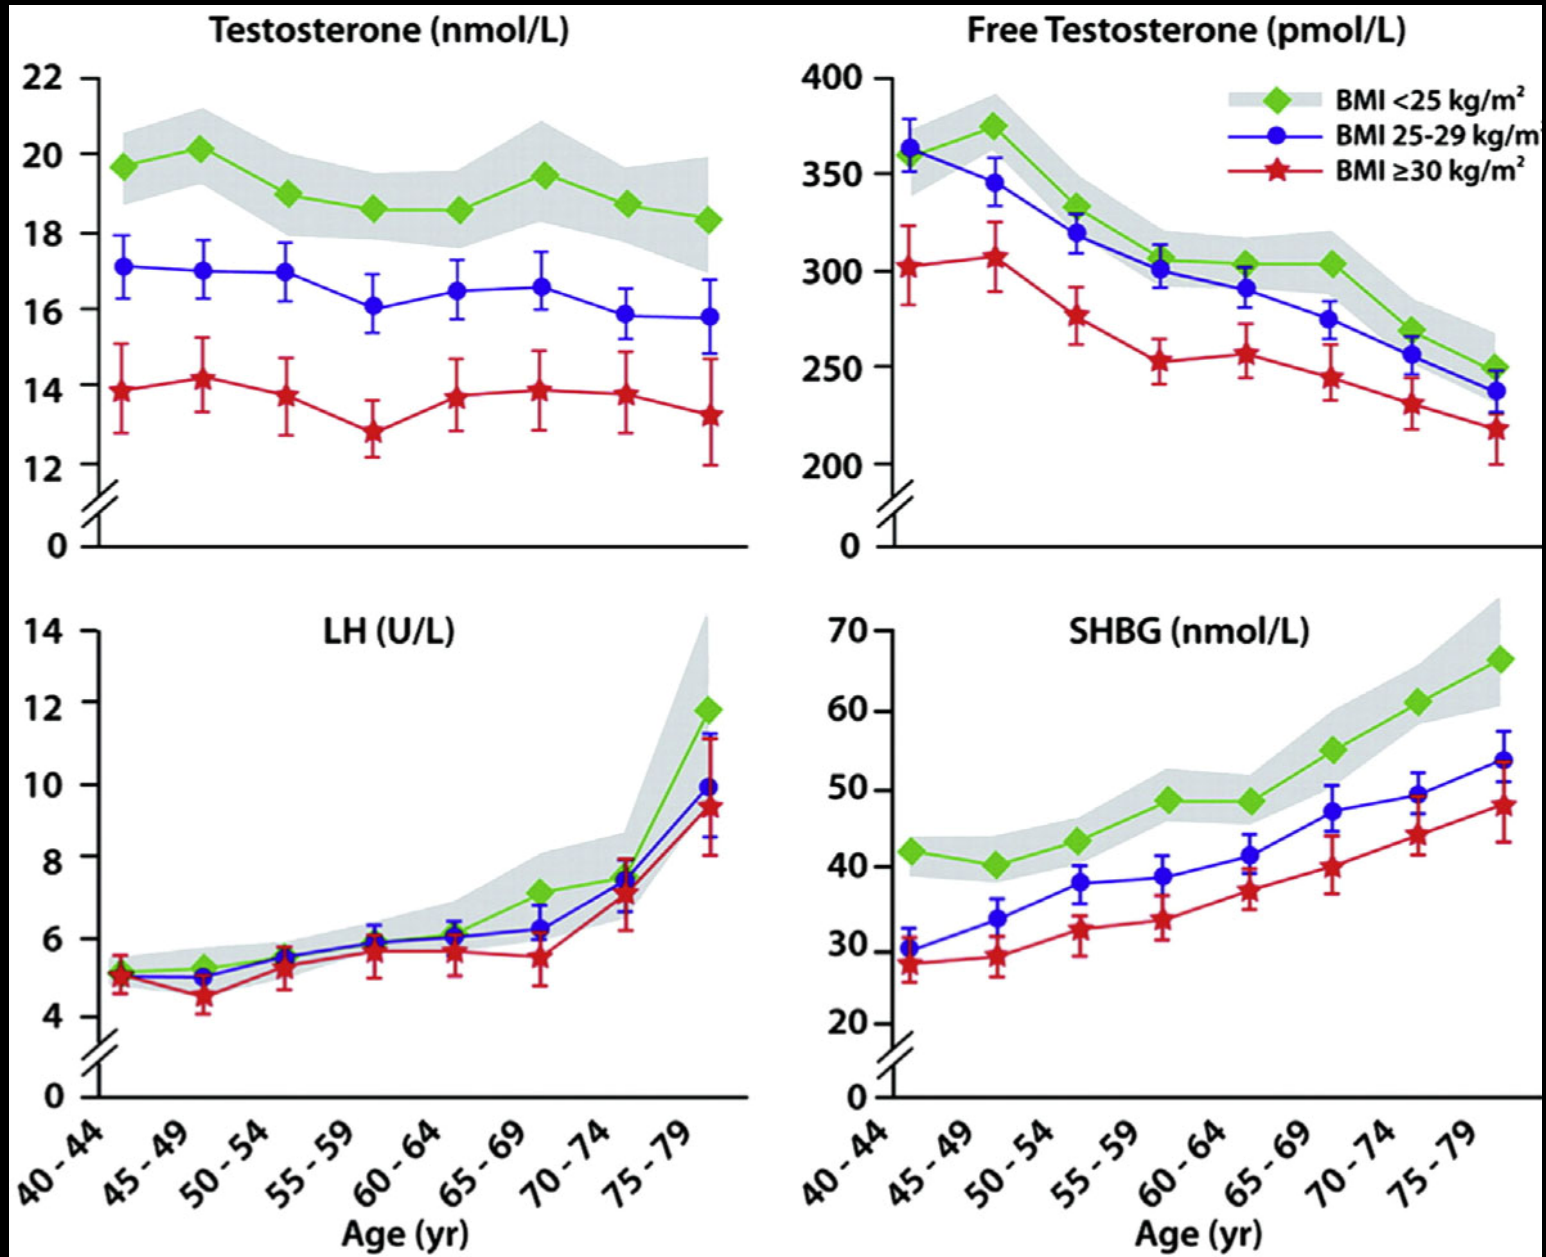 Testosterone (nmol/L)
22
20
18
16
14
12
0
Free Testosterone (pmol/L)
400
350
300
250
200
0
BMI <25 kg/m²
BMI 25-29 kg/m²
BMI ≥30 kg/m²
LH (U/L)
14
12
10
8
6
4
0
40 - 44
45 - 49
50 - 54
55 - 59
60 - 64
65 - 69
70 - 74
75 - 79
Age (yr)
SHBG (nmol/L)
70
60
50
40
30
20
0
40 - 44
45 - 49
50 - 54
55 - 59
60 - 64
65 - 69
70 - 74
75 - 79
Age (yr)